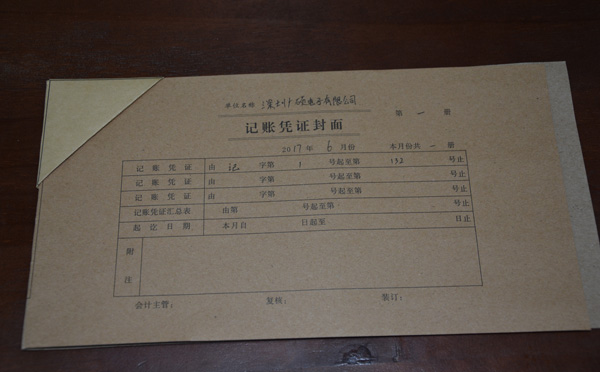 单位名称 深圳 硕电子有限公司
第 一 册
记账凭证封面
2017年 6 月份 本月份共 一 册
记账凭证 由 记 字第 1 号起至第 132 号止
记账凭证 由 字第 号起至第 号止
记账凭证 由 字第 号起至第 号止
记账凭证汇总表 由第 号起至第 号止
起讫日期 本月自 日起至 日止
附注
会计主管： 复核： 装订：